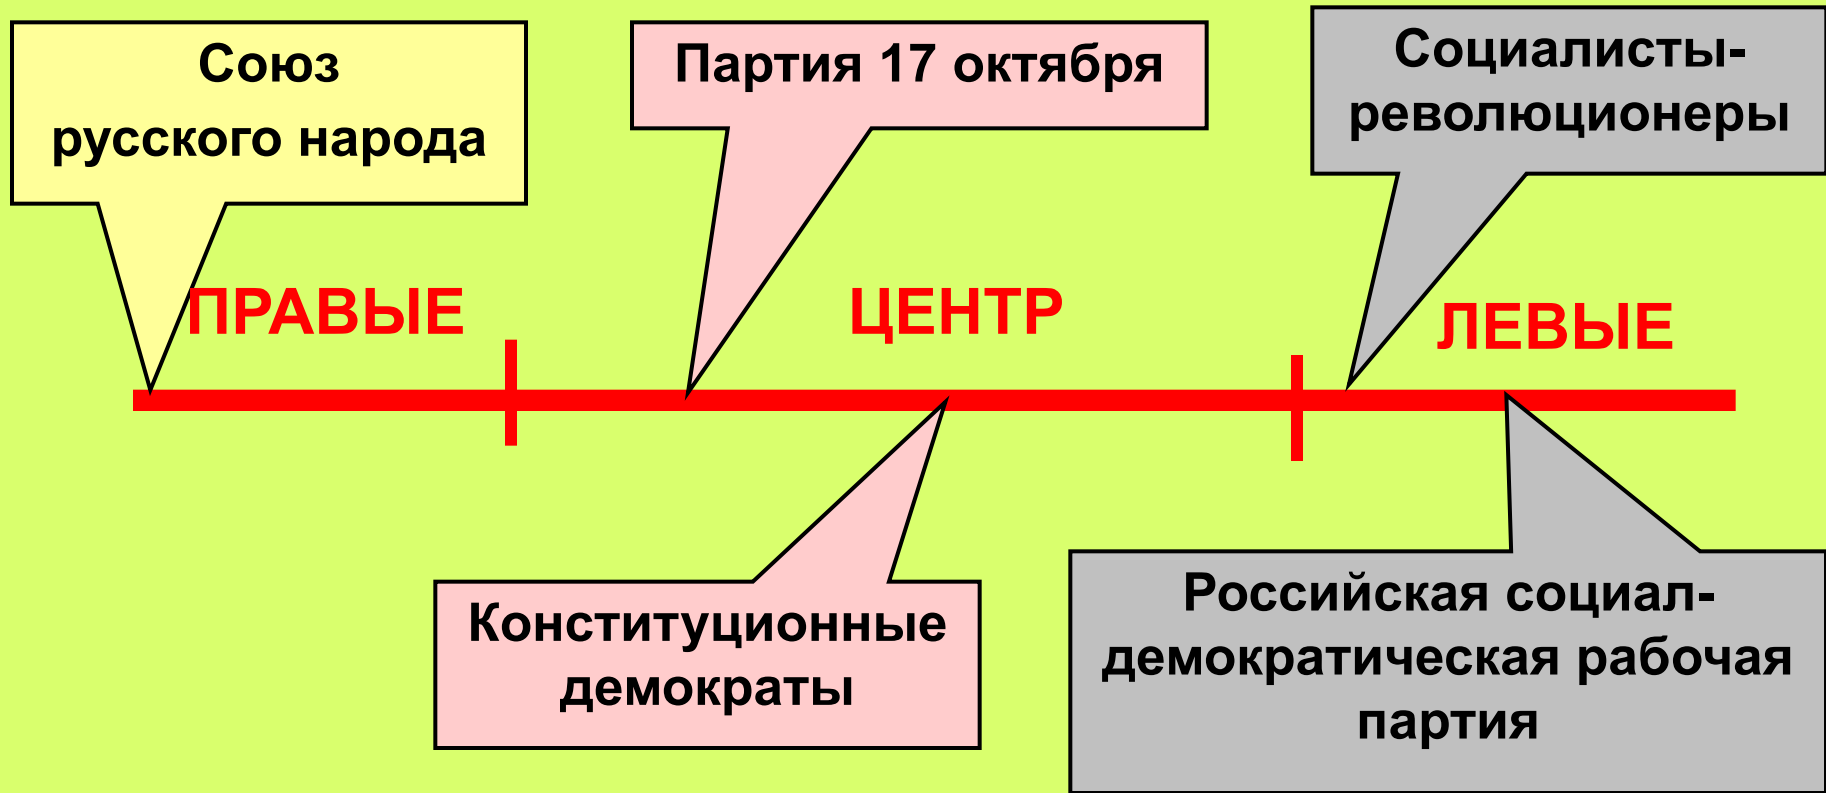 Союз
русского народа
Партия 17 октября
Социалисты-
революционеры
ПРАВЫЕ
ЦЕНТР
ЛЕВЫЕ
Конституционные
демократы
Российская социал-
демократическая рабочая
партия